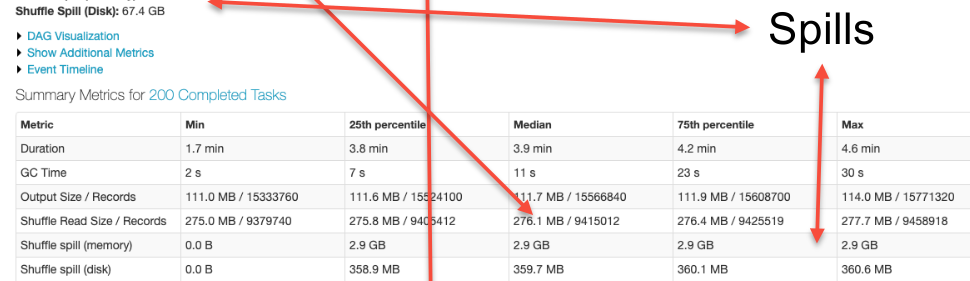 Shuffle Spill (Disk): 67.4 GB
Spills
DAG Visualization
Show Additional Metrics
Event Timeline
Summary Metrics for 200 Completed Tasks
Metric Min 25th percentile Median 75th percentile Max
Duration 1.7 min 3.8 min 3.9 min 4.2 min 4.6 min
GC Time 2 s 7 s 11 s 23 s 30 s
Output Size / Records 111.0 MB / 15333760 111.6 MB / 15524100 111.7 MB / 15566840 111.9 MB / 15608700 114.0 MB / 15771320
Shuffle Read Size / Records 275.0 MB / 9379740 275.8 MB / 9405412 276.1 MB / 9415012 276.4 MB / 9425519 277.7 MB / 9458918
Shuffle spill (memory) 0.0 B 2.9 GB 2.9 GB 2.9 GB 2.9 GB
Shuffle spill (disk) 0.0 B 358.9 MB 359.7 MB 360.1 MB 360.6 MB